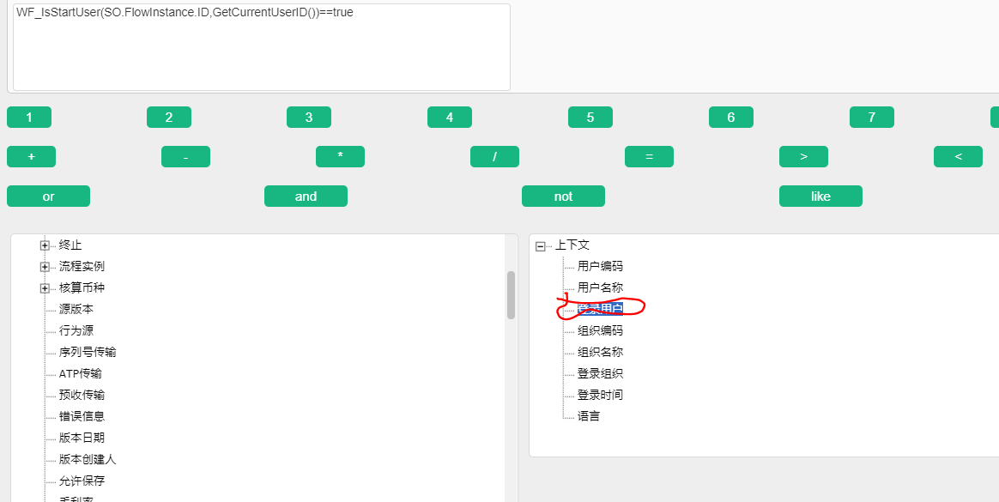 WF_IsStartUser(SO.FlowInstance.ID,GetCurrentUserID())==true
1 2 3 4 5 6 7
+ - * / = > <
or and not like
终止
流程实例
核算币种
源版本
行为源
序列号传输
ATP传输
预收传输
错误信息
版本日期
版本创建人
允许保存
毛利率
上下文
用户编码
用户名称
登录用户
组织编码
组织名称
登录组织
登录时间
语言